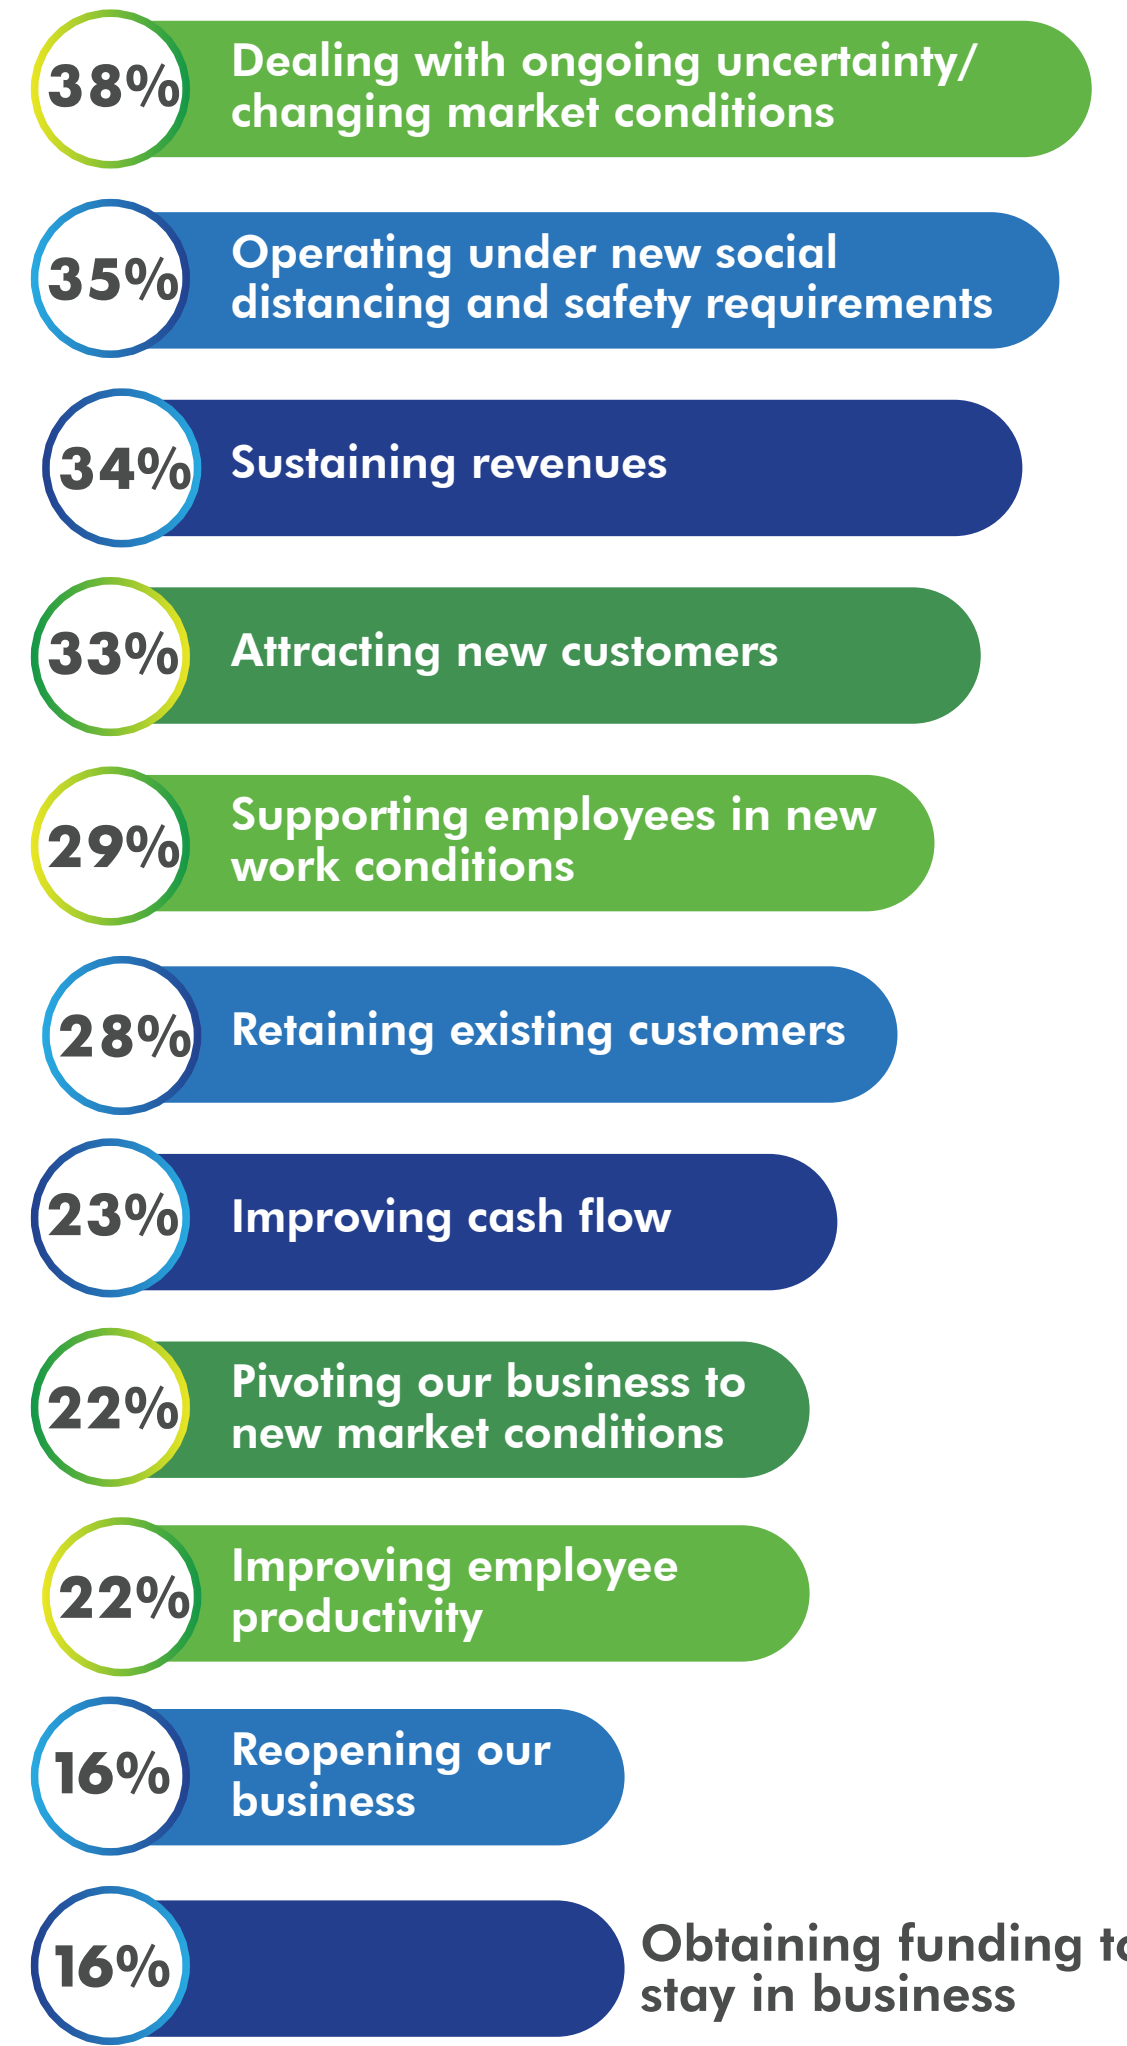 38%
Dealing with ongoing uncertainty/
changing market conditions
35%
Operating under new social
distancing and safety requirements
34%
Sustaining revenues
33%
Attracting new customers
29%
Supporting employees in new
work conditions
28%
Retaining existing customers
23%
Improving cash flow
22%
Pivoting our business to
new market conditions
22%
Improving employee
productivity
16%
Reopening our
business
16%
Obtaining funding to
stay in business